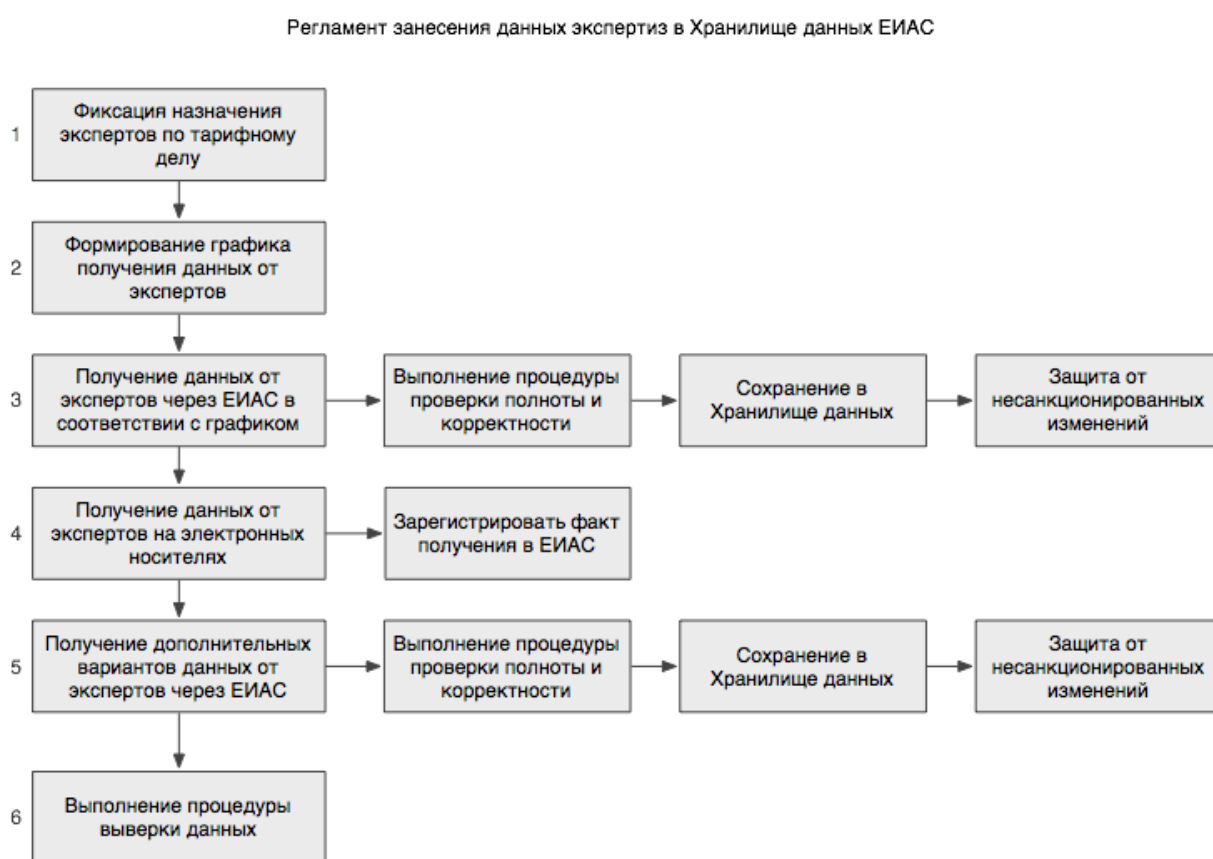 Регламент занесения данных экспертиз в Хранилище данных ЕИАС
1
Фиксация назначения
экспертов по тарифному
делу
2
Формирование графика
получения данных от
экспертов
3
Получение данных от
экспертов через ЕИАС в
соответствии с графиком
Выполнение процедуры
проверки полноты и
корректности
Сохранение в
Хранилище данных
Защита от
несанкционированных
изменений
4
Получение данных от
экспертов на электронных
носителях
Зарегистрировать факт
получения в ЕИАС
5
Получение дополнительных
вариантов данных от
экспертов через ЕИАС
Выполнение процедуры
проверки полноты и
корректности
Сохранение в
Хранилище данных
Защита от
несанкционированных
изменений
6
Выполнение процедуры
выверки данных